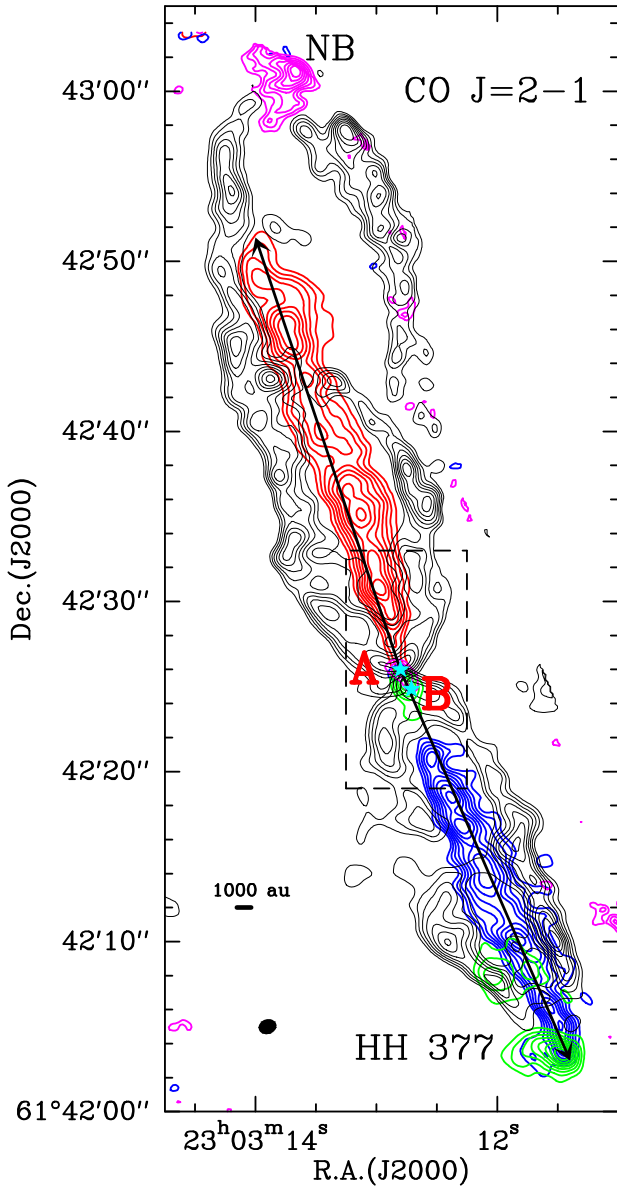 NB
CO J=2-1
43'00''
42'50''
42'40''
Dec.(J2000)
42'30''
A
B
42'20''
1000 au
42'10''
HH 377
61°42'00''
23ʰ03ᵐ14ˢ
12ˢ
R.A.(J2000)